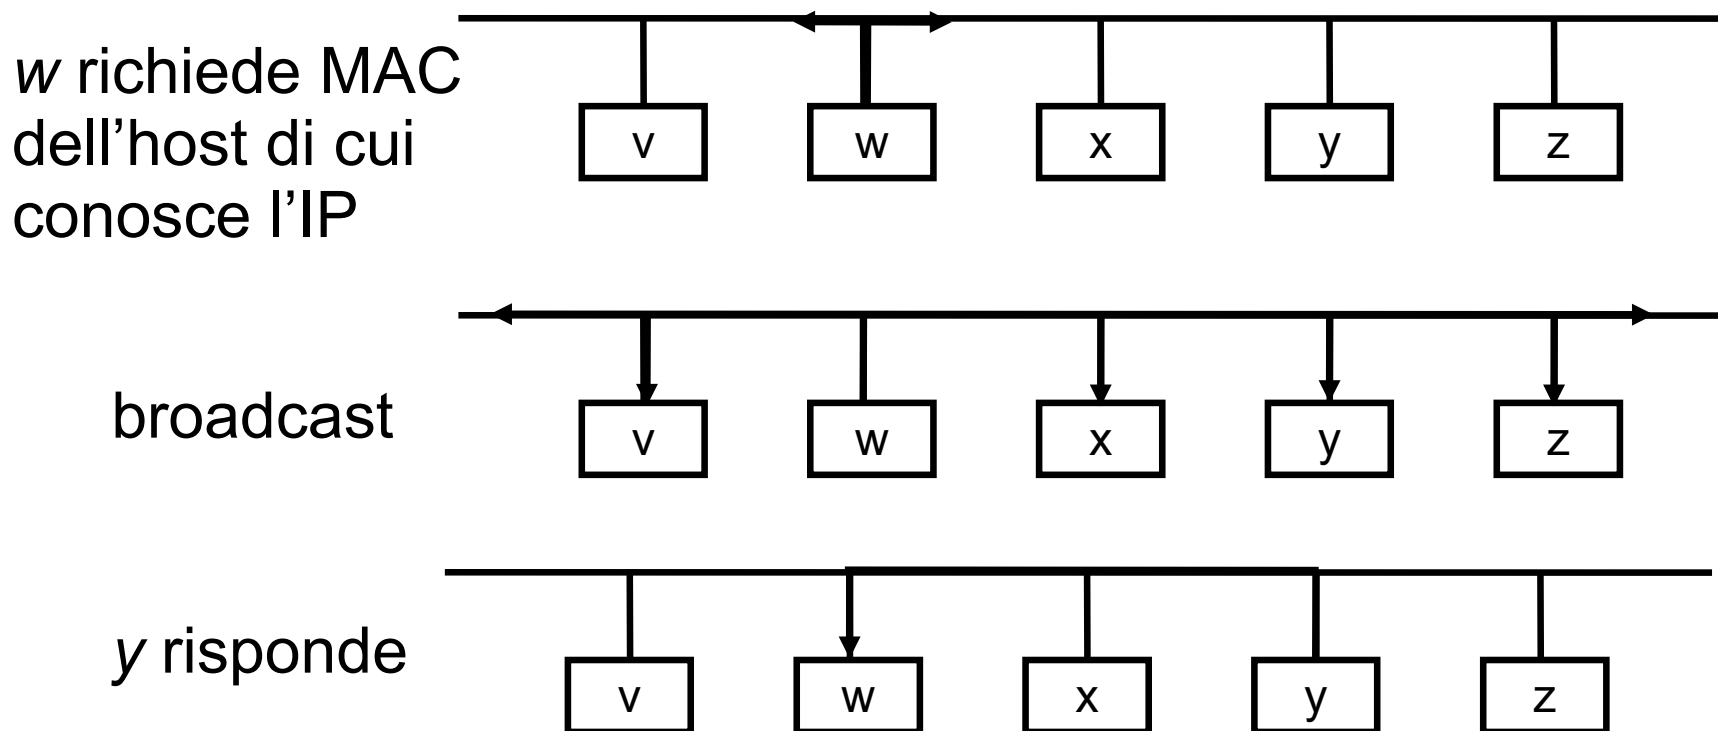 w richiede MAC
dell'host di cui
conosce l'IP
v w x y z
broadcast
v w x y z
y risponde
v w x y z